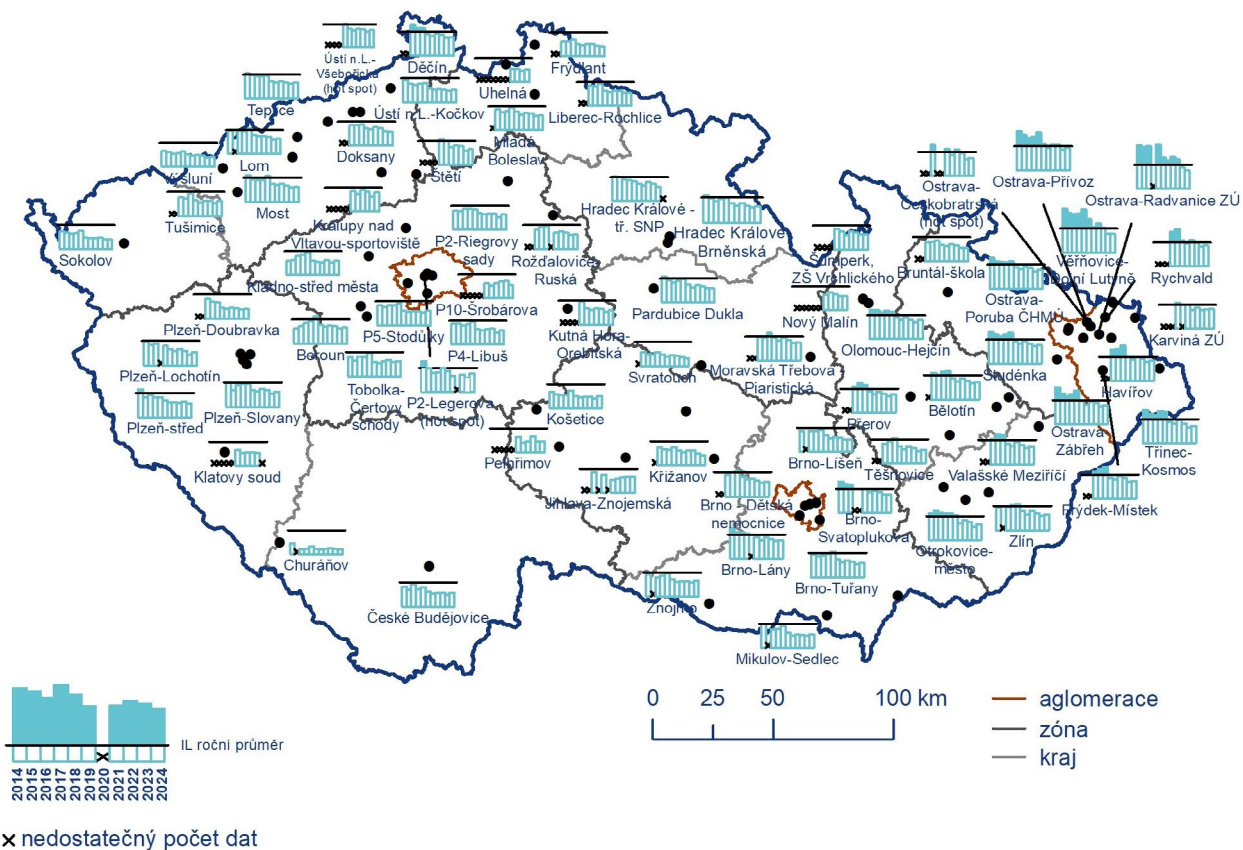 Ústí n.L.-
Všebořická
(hot spot)
Děčín
Uhelná
Frýdlant
Teplice
Ústí n.L.-Kočkov
Liberec-Rochlice
Lom
Doksany
Mladá
Boleslav
Výsluní
Štětí
Tušimice
Most
Kralupy nad
Vltavou-sportoviště
P2-Riegrovy
sady
Rožďalovice-
Ruská
Hradec Králové -
tř. SNP
Hradec Králové-
Brněnská
Šumperk,
ZŠ Vrchlického
Bruntál-škola
Ostrava-
Českobratrská
(hot spot)
Ostrava-Přívoz
Ostrava-Radvanice ZÚ
Věřňovice-
Dolní Lutyně
Rychvald
Sokolov
Kladno-střed města
P10-Šrobárova
Pardubice Dukla
Nový Malín
Ostrava-
Poruba ČHMÚ
Karviná ZÚ
Plzeň-Doubravka
Beroun
P5-Stodůlky
P4-Libuš
Kutná Hora-
Orebitská
Olomouc-Hejčín
Studénka
Havířov
Plzeň-Lochotín
Svratouch
Moravská Třebová -
Piaristická
Plzeň-střed
Plzeň-Slovany
Tobolka-
Čertovy
schody
P2-Legerova
(hot spot)
Košetice
Přerov
Bělotín
Ostrava-
Zábřeh
Třinec-
Kosmos
Klatovy soud
Pelhřimov
Křižanov
Brno-Líšeň
Těšnovice
Valašské Meziříčí
Frýdek-Místek
Jihlava-Znojemská
Brno - Dětská
nemocnice
Brno-
Svatoplukova
Zlín
Churáňov
Brno-Lány
Brno-Tuřany
Otrokovice-
město
České Budějovice
Znojmo
Mikulov-Sedlec
IL roční průměr
2014
2015
2016
2017
2018
2019
2020
2021
2022
2023
2024
× nedostatečný počet dat
0 25 50 100 km
aglomerace
zóna
kraj